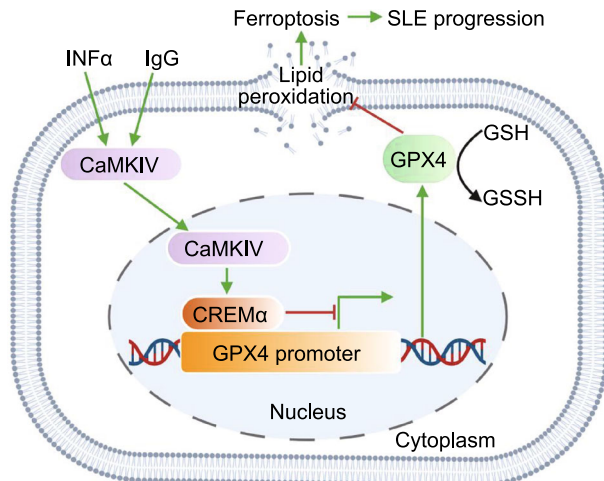 Ferroptosis SLE progression
INFα IgG
Lipid
peroxidation
CaMKIV
GPX4
GSH
GSSH
CaMKIV
CREMα
GPX4 promoter
Nucleus
Cytoplasm